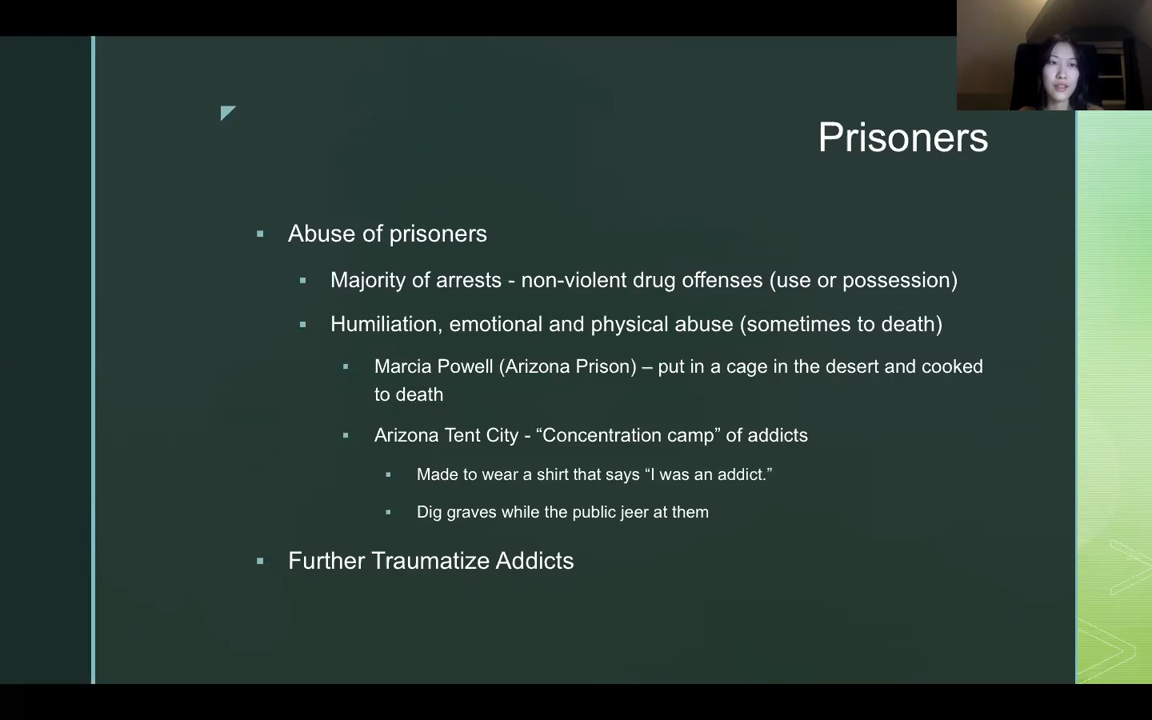 Prisoners
Abuse of prisoners
Majority of arrests - non-violent drug offenses (use or possession)
Humiliation, emotional and physical abuse (sometimes to death)
Marcia Powell (Arizona Prison) – put in a cage in the desert and cooked
to death
Arizona Tent City - “Concentration camp” of addicts
Made to wear a shirt that says “I was an addict.”
Dig graves while the public jeer at them
Further Traumatize Addicts